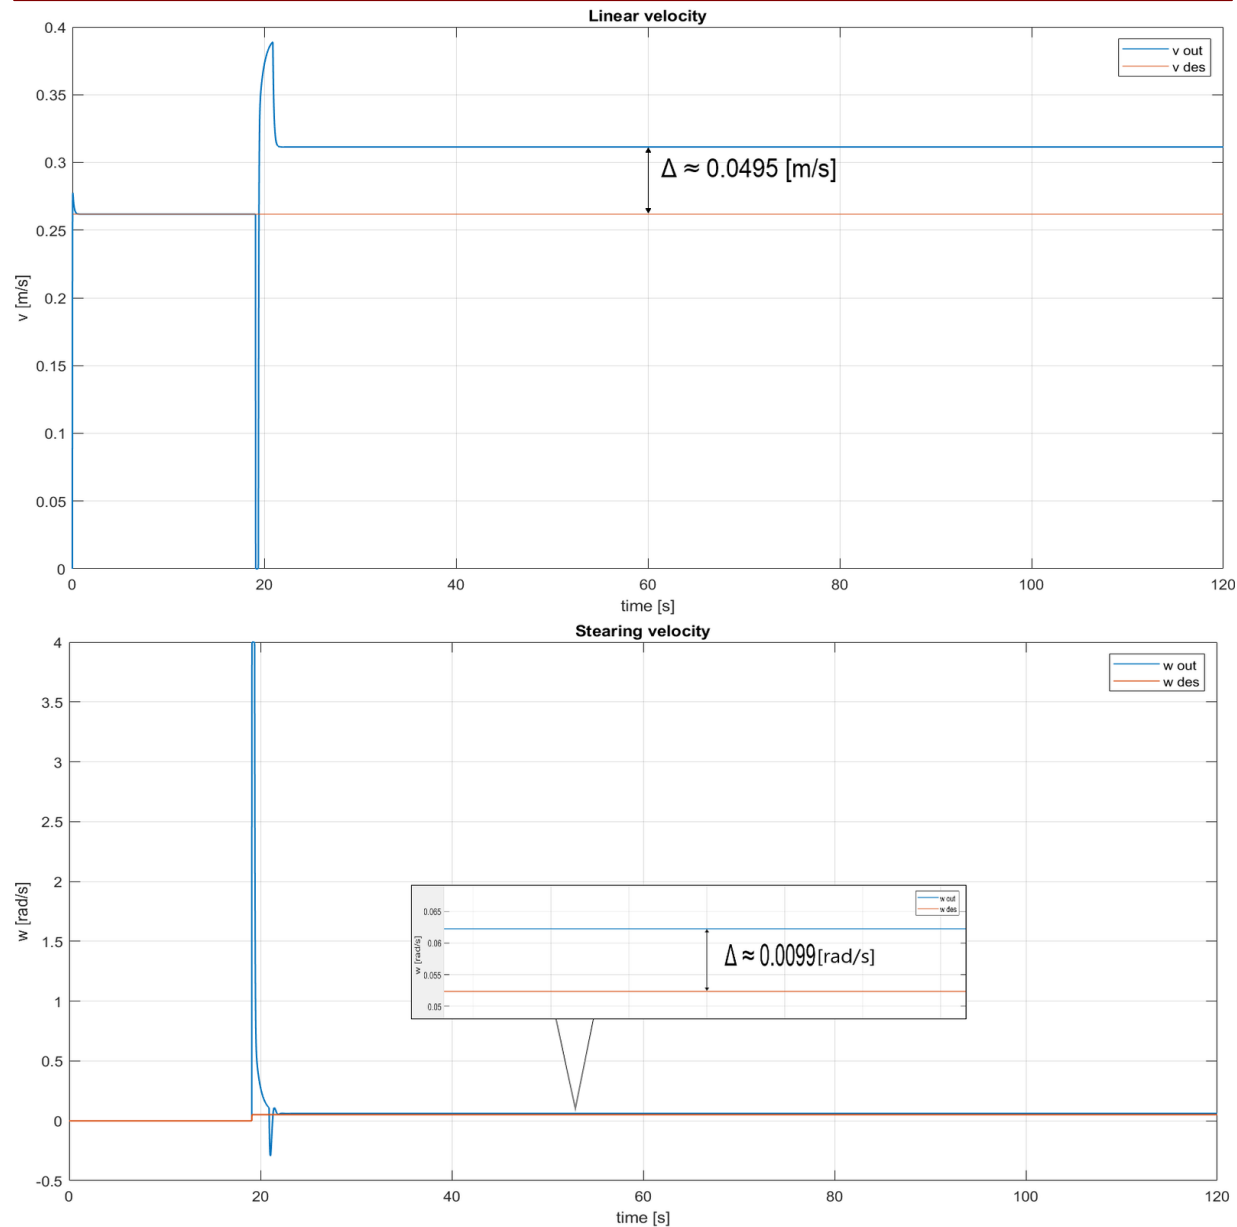 Linear velocity
v out
v des
0.4
0.35
0.3
0.25
0.2
0.15
0.1
0.05
0
v [m/s]
Δ ≈ 0.0495 [m/s]
0 20 40 60 80 100 120
time [s]
Stearing velocity
w out
w des
4
3.5
3
2.5
2
1.5
1
0.5
0
-0.5
w [rad/s]
w out
w des
0.065
0.06
0.055
0.05
w [rad/s]
Δ ≈ 0.0099[rad/s]
0 20 40 60 80 100 120
time [s]